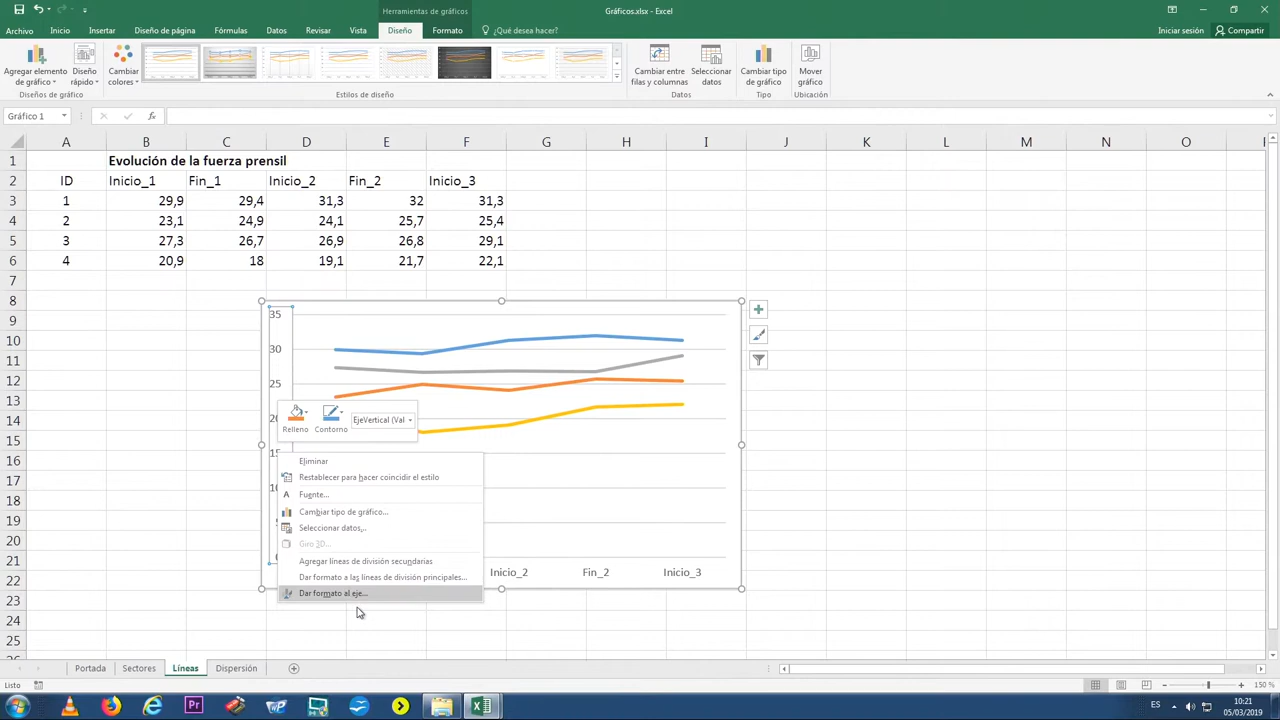 Herramientas de gráficos
Gráficos.xlsx - Excel
Archivo Inicio Insertar Diseño de página Fórmulas Datos Revisar Vista Diseño Formato ¿Qué desea hacer? Iniciar sesión Compartir
Agregar elemento de gráfico
Diseño rápido
Cambiar colores
Cambiar entre filas y columnas
Seleccionar datos
Cambiar tipo de gráfico
Mover gráfico
Diseños de gráfico Estilos de diseño Datos Tipo Ubicación
Gráfico 1 fx
A B C D E F G H I J K L M N O
1 Evolución de la fuerza prensil
2 ID Inicio_1 Fin_1 Inicio_2 Fin_2 Inicio_3
3 1 29,9 29,4 31,3 32 31,3
4 2 23,1 24,9 24,1 25,7 25,4
5 3 27,3 26,7 26,9 26,8 29,1
6 4 20,9 18 19,1 21,7 22,1
7
8
9 35
10 30
11
12 25
13
14
15
16
17
18
19
20
21
22
23
24
25
Relleno Contorno EjeVertical (Val
Eliminar
Restablecer para hacer coincidir el estilo
Fuente...
Cambiar tipo de gráfico...
Seleccionar datos...
Giro 3D...
Agregar líneas de división secundarias
Dar formato a las líneas de división principales...
Dar formato al eje...
Inicio_2 Fin_2 Inicio_3
Portada Sectores Líneas Dispersión
Listo 150 %
Pr ES 10:21
05/03/2019